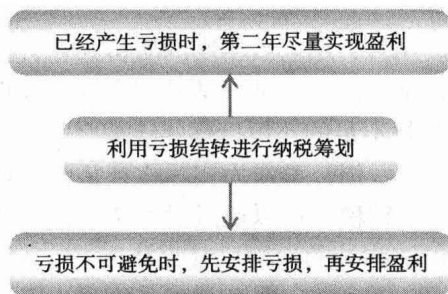 已经产生亏损时，第二年尽量实现盈利
利用亏损结转进行纳税筹划
亏损不可避免时，先安排亏损，再安排盈利